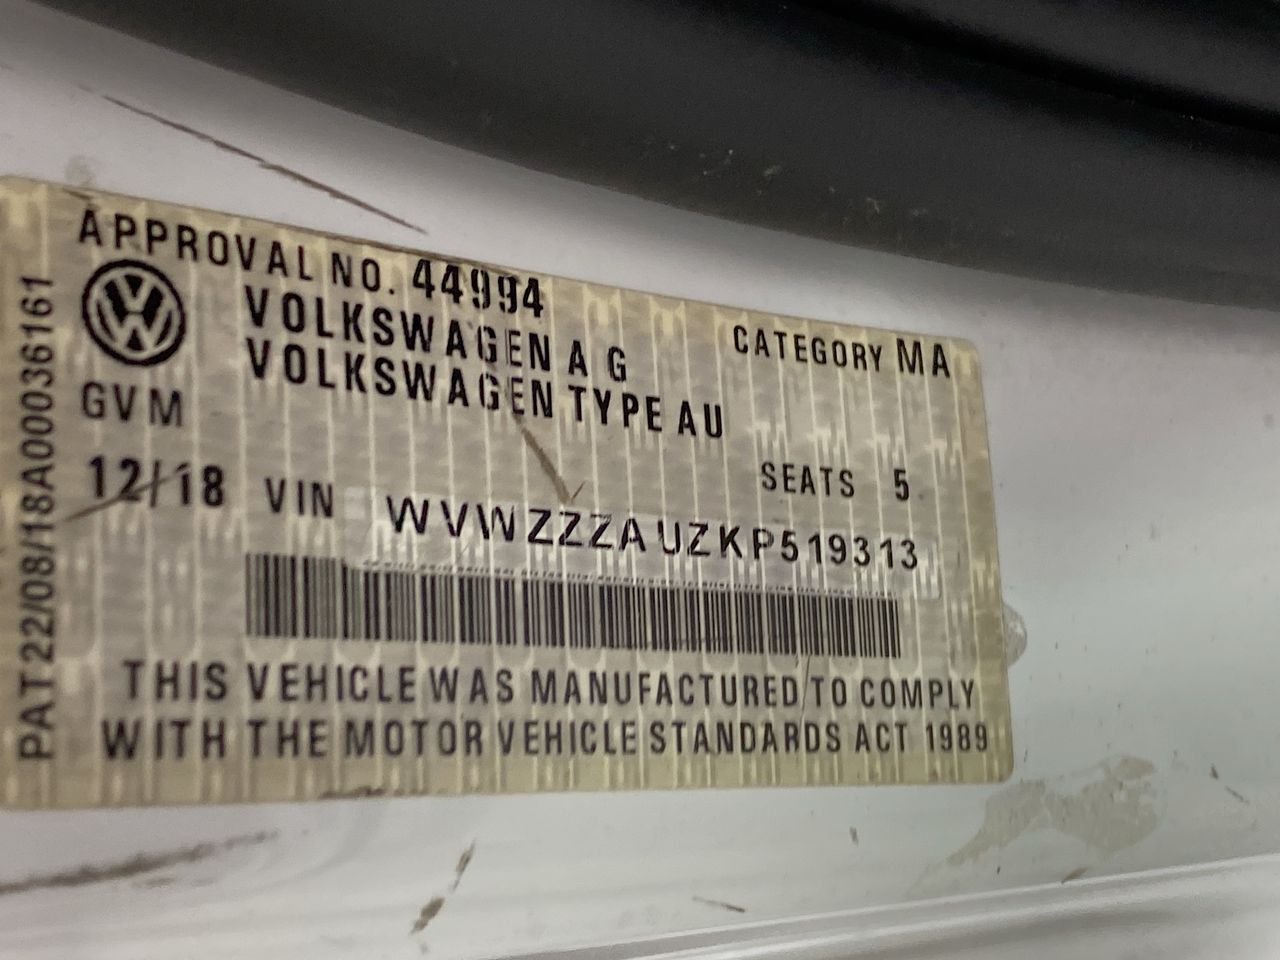 APPROVAL NO. 44994
VOLKSWAGEN A G
CATEGORY MA
VOLKSWAGEN TYPE AU
GVM
SEATS 5
12/18 VIN WVWZZZAUZKP519313
THIS VEHICLE WAS MANUFACTURED TO COMPLY
WITH THE MOTOR VEHICLE STANDARDS ACT 1989
PAT22/08/18A000036161